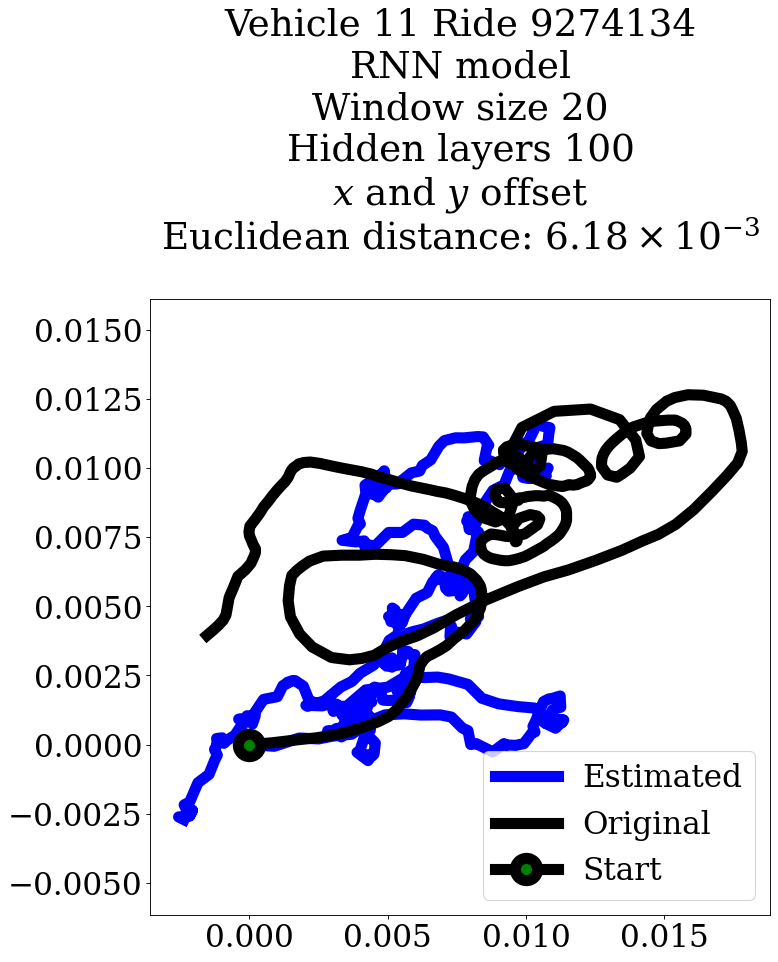 Vehicle 11 Ride 9274134
RNN model
Window size 20
Hidden layers 100
x and y offset
Euclidean distance: 6.18 × 10⁻³
0.0150
0.0125
0.0100
0.0075
0.0050
0.0025
0.0000
−0.0025
−0.0050
Estimated
Original
Start
0.000 0.005 0.010 0.015